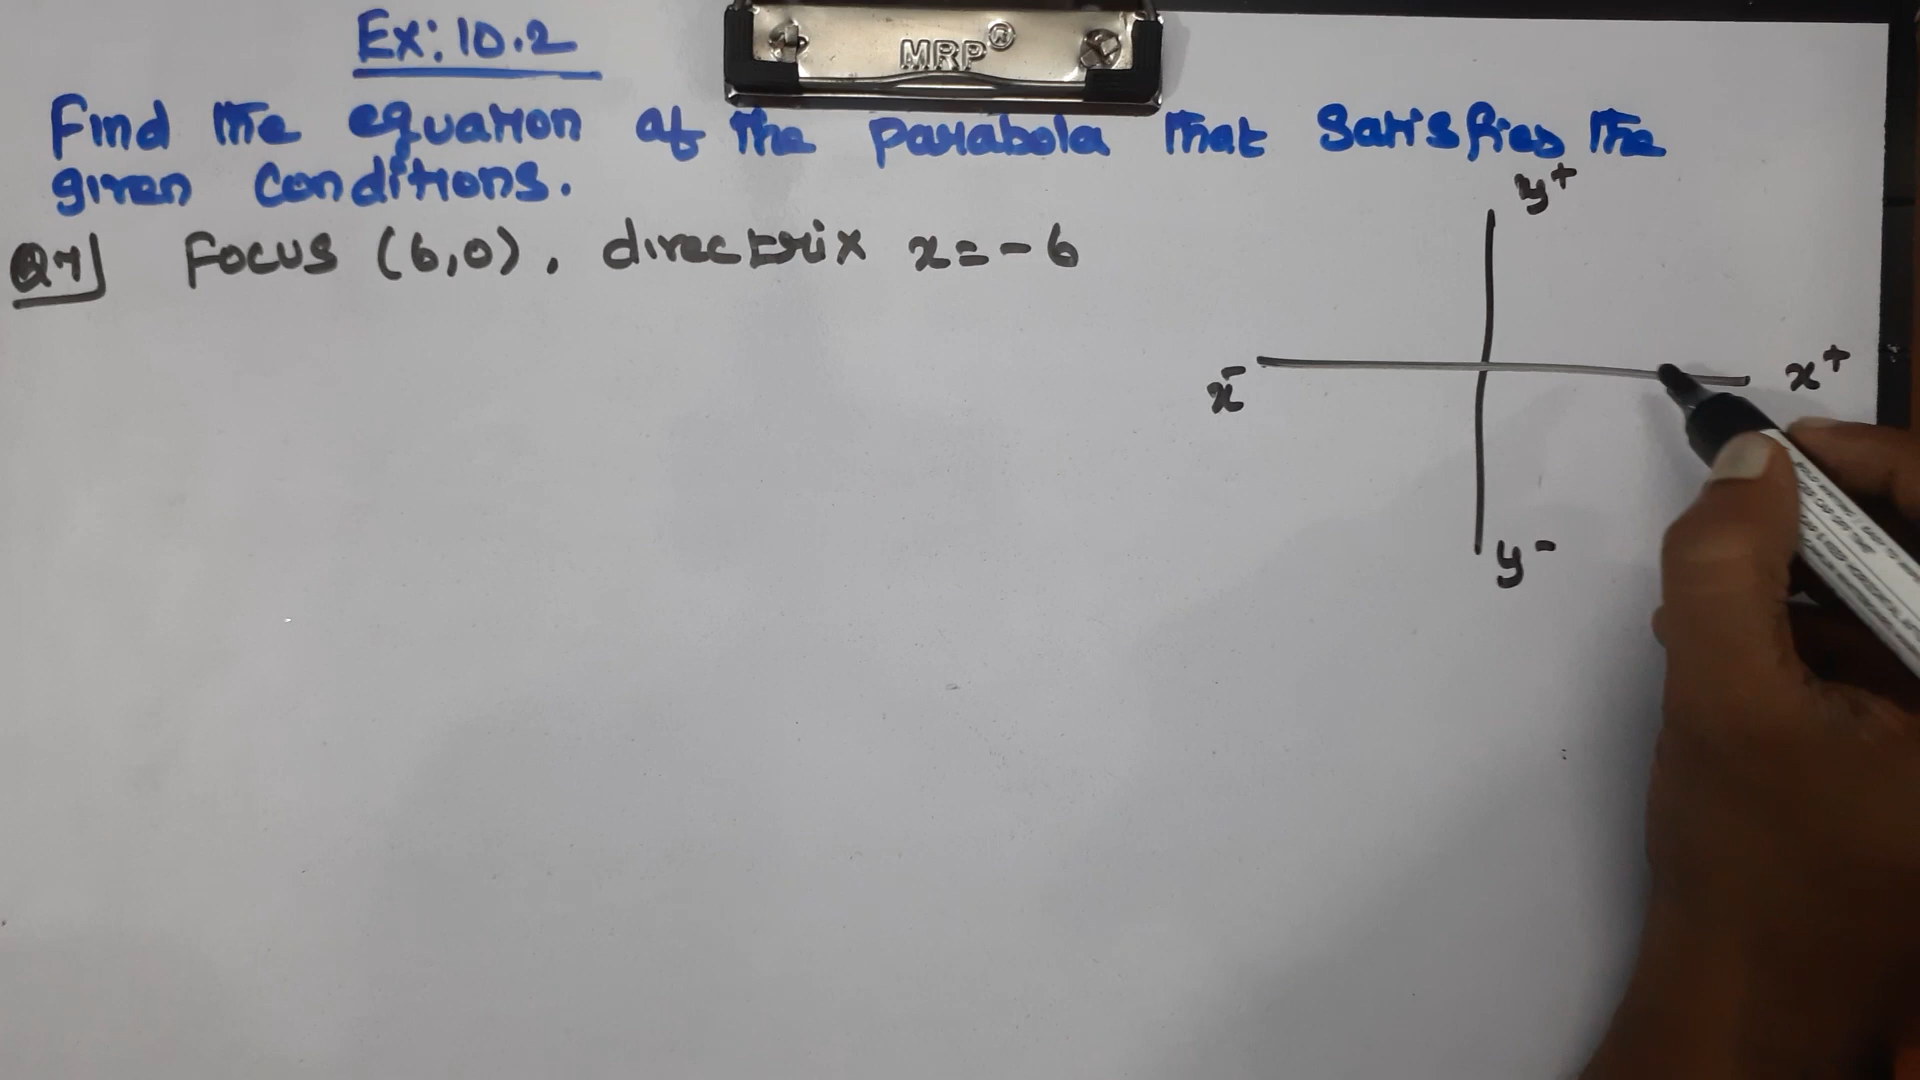 Ex: 10.2
MRP®
Find the equation of the parabola that satisfies the
given conditions.
Q7] Focus (6,0), directrix x=-6
y+
x-
x+
y-